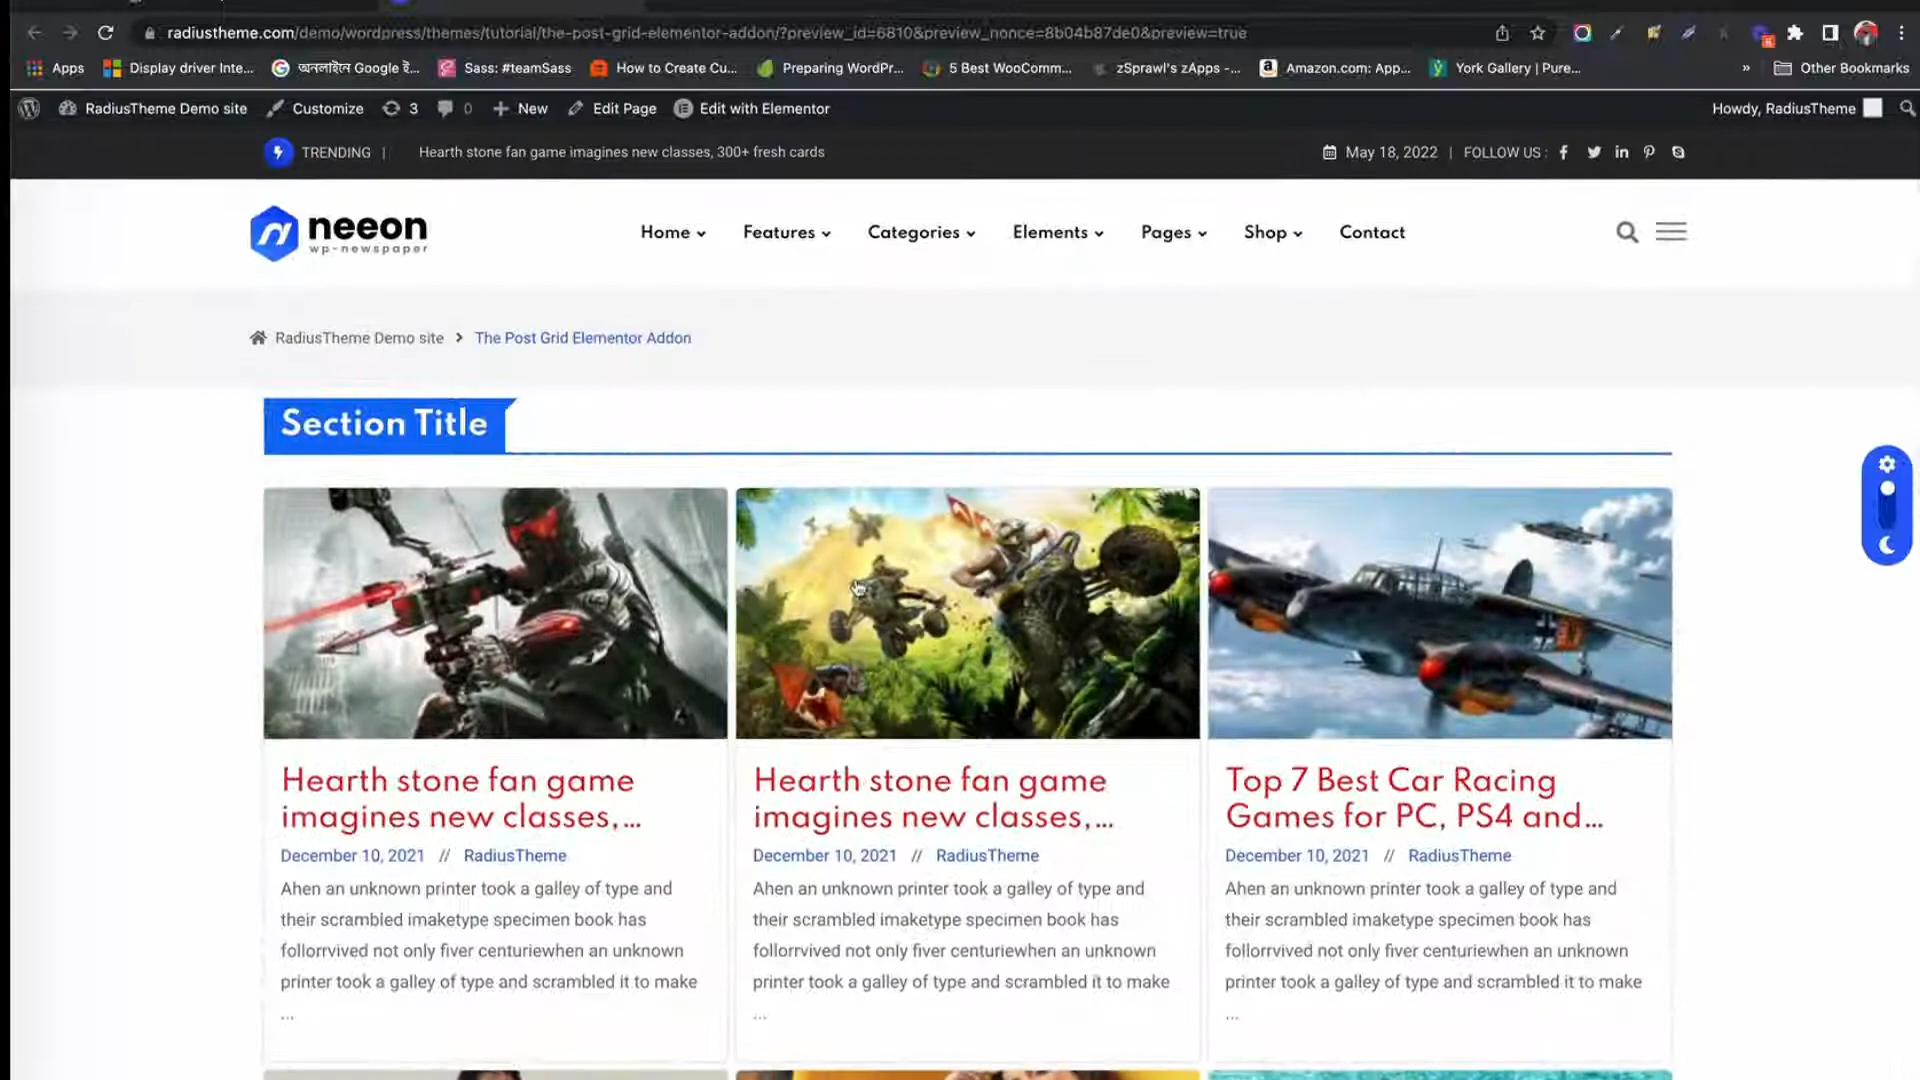 radiustheme.com/demo/wordpress/themes/tutorial/the-post-grid-elementor-addon/?preview_id=6810&preview_nonce=8b04b87de0&preview=true
Apps Display driver Inte... অনলাইনে Google ই... Sass: #teamSass How to Create Cu... Preparing WordPr... 5 Best WooComm... zSprawl's zApps -... Amazon.com: App... York Gallery | Pure... » Other Bookmarks
RadiusTheme Demo site Customize 3 0 New Edit Page Edit with Elementor Howdy, RadiusTheme
TRENDING | Hearth stone fan game imagines new classes, 300+ fresh cards May 18, 2022 | FOLLOW US :
neeon
wp-newspaper
Home Features Categories Elements Pages Shop Contact
RadiusTheme Demo site > The Post Grid Elementor Addon
Section Title
Hearth stone fan game
imagines new classes,...
December 10, 2021 // RadiusTheme
Ahen an unknown printer took a galley of type and
their scrambled imaketype specimen book has
follorrvived not only fiver centuriewhen an unknown
printer took a galley of type and scrambled it to make
...
Hearth stone fan game
imagines new classes,...
December 10, 2021 // RadiusTheme
Ahen an unknown printer took a galley of type and
their scrambled imaketype specimen book has
follorrvived not only fiver centuriewhen an unknown
printer took a galley of type and scrambled it to make
...
Top 7 Best Car Racing
Games for PC, PS4 and...
December 10, 2021 // RadiusTheme
Ahen an unknown printer took a galley of type and
their scrambled imaketype specimen book has
follorrvived not only fiver centuriewhen an unknown
printer took a galley of type and scrambled it to make
...